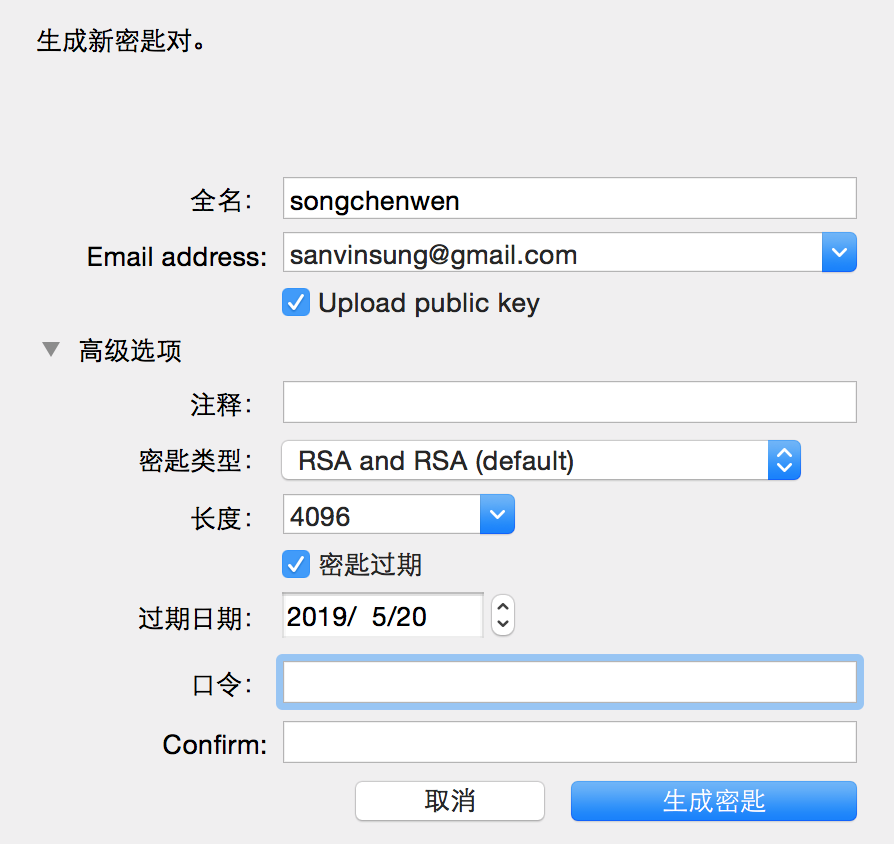 生成新密匙对。
全名： songchenwen
Email address: sanvinsung@gmail.com
Upload public key
高级选项
注释：
密匙类型： RSA and RSA (default)
长度： 4096
密匙过期
过期日期： 2019/ 5/20
口令：
Confirm:
取消 生成密匙